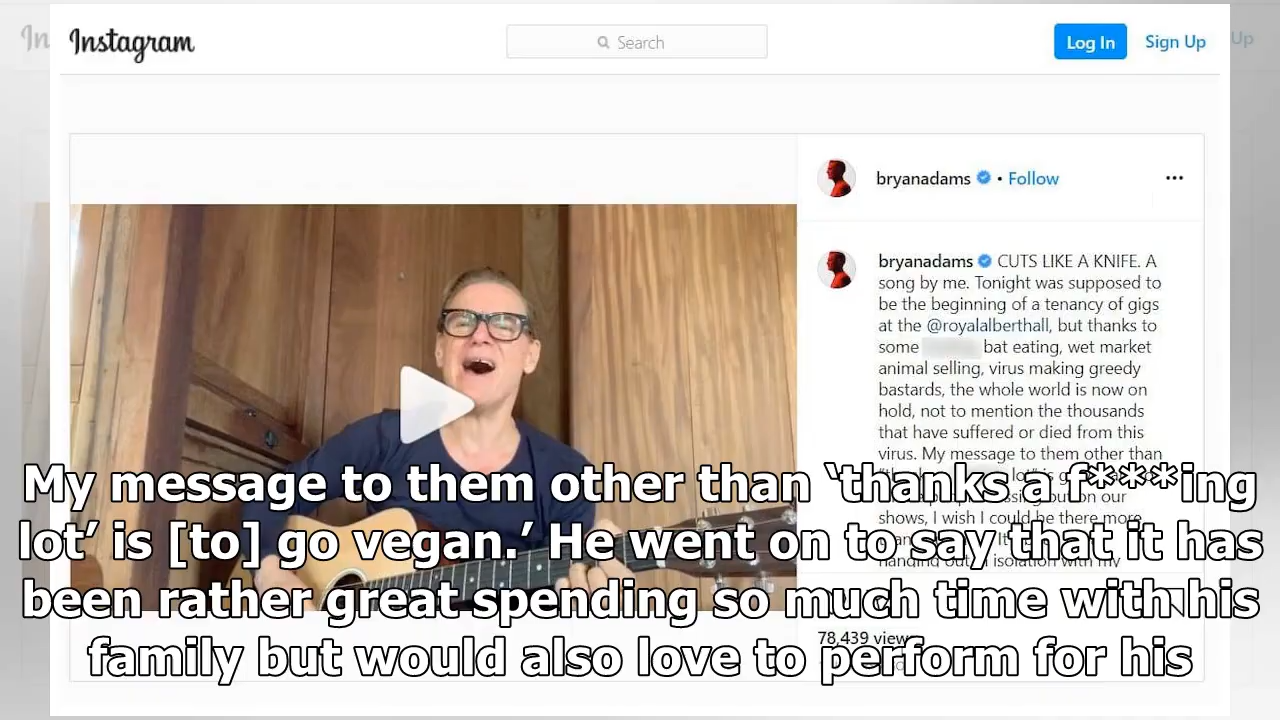 In
Instagram
Search
Log In
Sign Up
Up
bryanadams • Follow
bryanadams CUTS LIKE A KNIFE. A
song by me. Tonight was supposed to
be the beginning of a tenancy of gigs
at the @royalalberthall, but thanks to
some bat eating, wet market
animal selling, virus making greedy
bastards, the whole world is now on
hold, not to mention the thousands
that have suffered or died from this
virus. My message to them other than
on our
shows, I wish I could be there more
78,439 views
My message to them other than ‘thanks a f***ing
lot’ is [to] go vegan.’ He went on to say that it has
been rather great spending so much time with his
family but would also love to perform for his